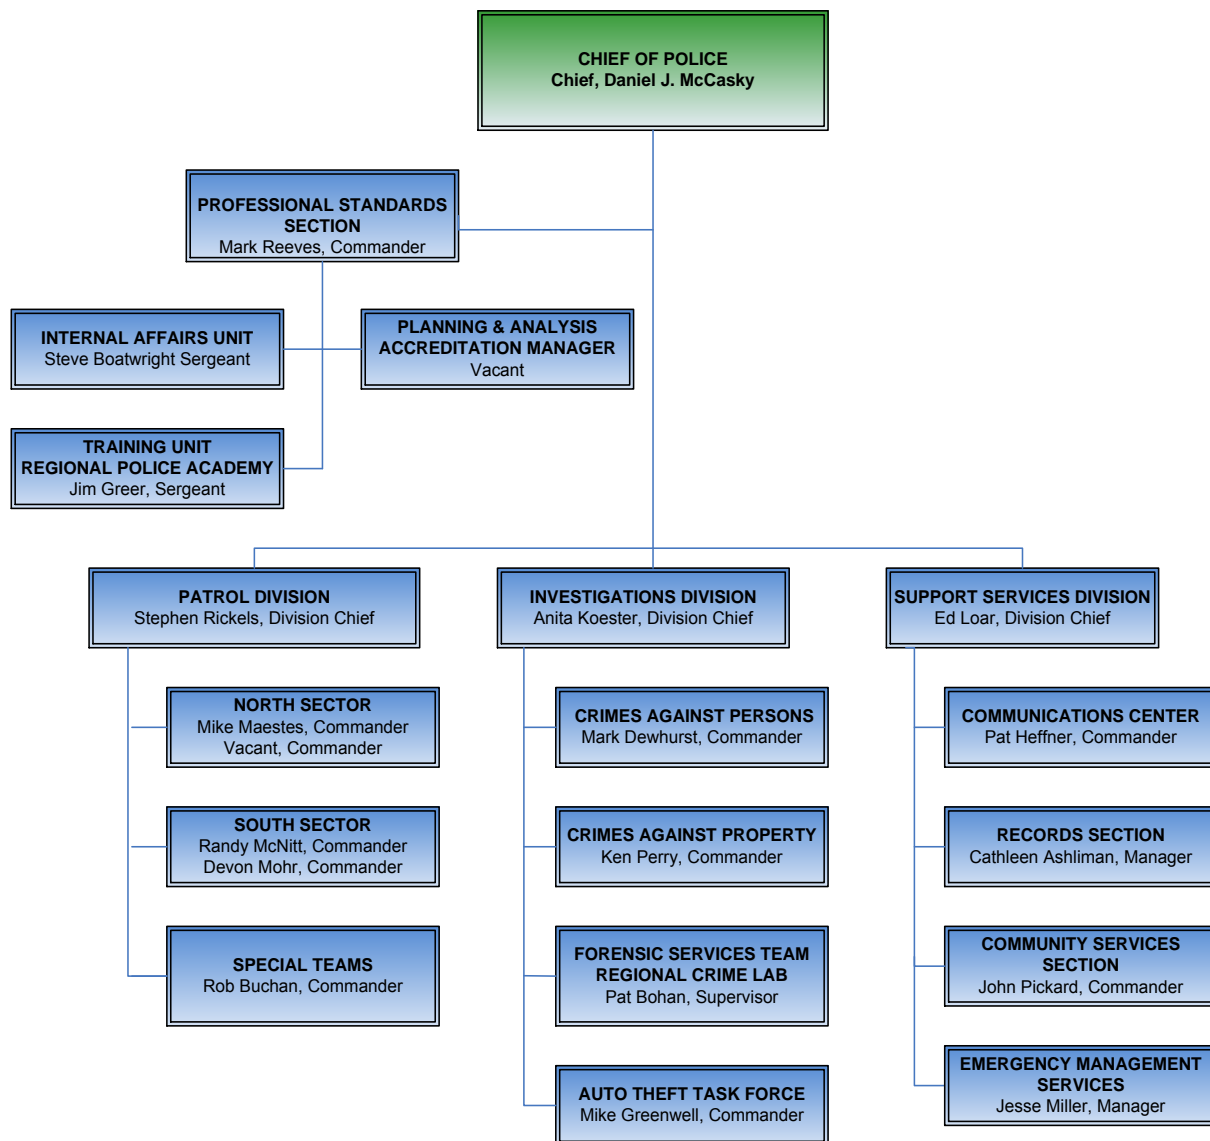 CHIEF OF POLICE
Chief, Daniel J. McCasky
PROFESSIONAL STANDARDS
SECTION
Mark Reeves, Commander
INTERNAL AFFAIRS UNIT
Steve Boatwright Sergeant
PLANNING & ANALYSIS
ACCREDITATION MANAGER
Vacant
TRAINING UNIT
REGIONAL POLICE ACADEMY
Jim Greer, Sergeant
PATROL DIVISION
Stephen Rickels, Division Chief
NORTH SECTOR
Mike Maestes, Commander
Vacant, Commander
SOUTH SECTOR
Randy McNitt, Commander
Devon Mohr, Commander
SPECIAL TEAMS
Rob Buchan, Commander
INVESTIGATIONS DIVISION
Anita Koester, Division Chief
CRIMES AGAINST PERSONS
Mark Dewhurst, Commander
CRIMES AGAINST PROPERTY
Ken Perry, Commander
FORENSIC SERVICES TEAM
REGIONAL CRIME LAB
Pat Bohan, Supervisor
AUTO THEFT TASK FORCE
Mike Greenwell, Commander
SUPPORT SERVICES DIVISION
Ed Loar, Division Chief
COMMUNICATIONS CENTER
Pat Heffner, Commander
RECORDS SECTION
Cathleen Ashliman, Manager
COMMUNITY SERVICES
SECTION
John Pickard, Commander
EMERGENCY MANAGEMENT
SERVICES
Jesse Miller, Manager